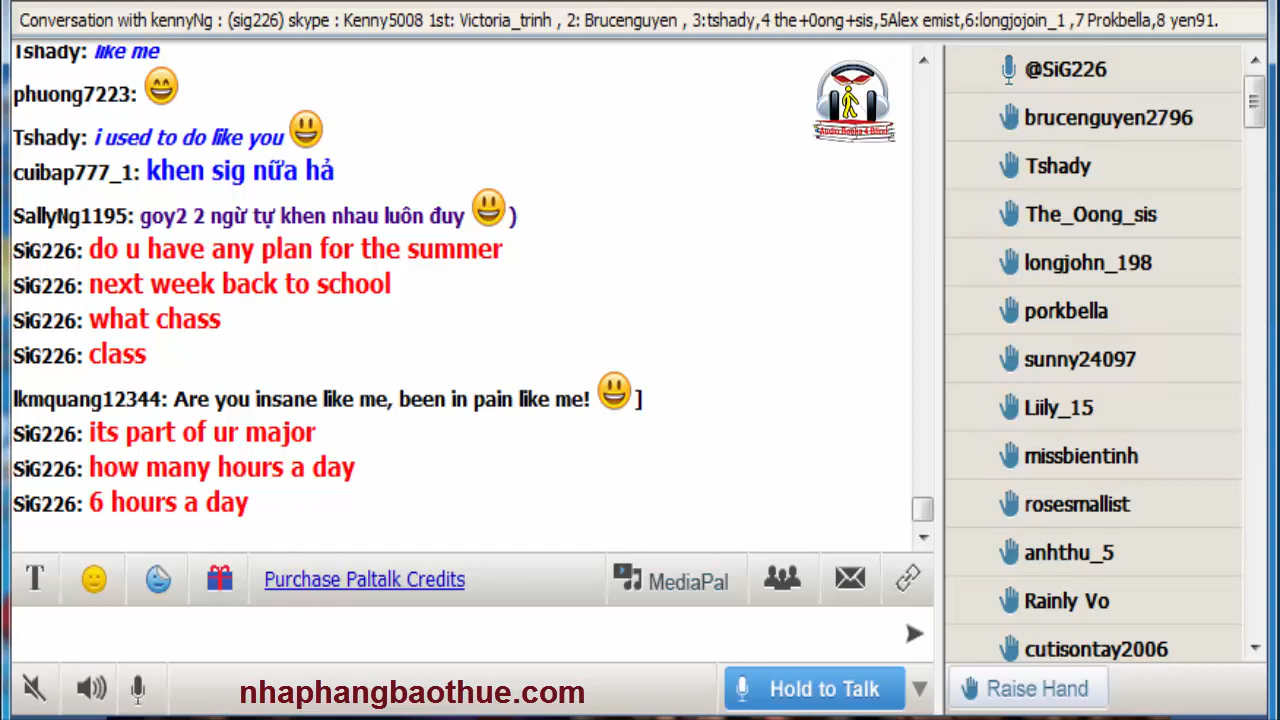 Conversation with kennyNg : (sig226) skype : Kenny5008 1st: Victoria_trinh , 2: Brucenguyen , 3:tshady,4 the+0ong+sis,5Alex emist,6:longjojoin_1 ,7 Prokbella,8 yen91.
Tshady: like me
phuong7223:
Tshady: i used to do like you
cuibap777_1: khen sig nữa hả
SallyNg1195: goy2 2 ngừ tự khen nhau luôn đuy )
SiG226: do u have any plan for the summer
SiG226: next week back to school
SiG226: what chass
SiG226: class
lkmquang12344: Are you insane like me, been in pain like me! ]
SiG226: its part of ur major
SiG226: how many hours a day
SiG226: 6 hours a day
Audio Books 4 Blind
@SiG226
brucenguyen2796
Tshady
The_Oong_sis
longjohn_198
porkbella
sunny24097
Liily_15
missbientinh
rosesmallist
anhthu_5
Rainly Vo
cutisontay2006
T
Purchase Paltalk Credits
MediaPal
nhaphangbaothue.com
Hold to Talk
Raise Hand